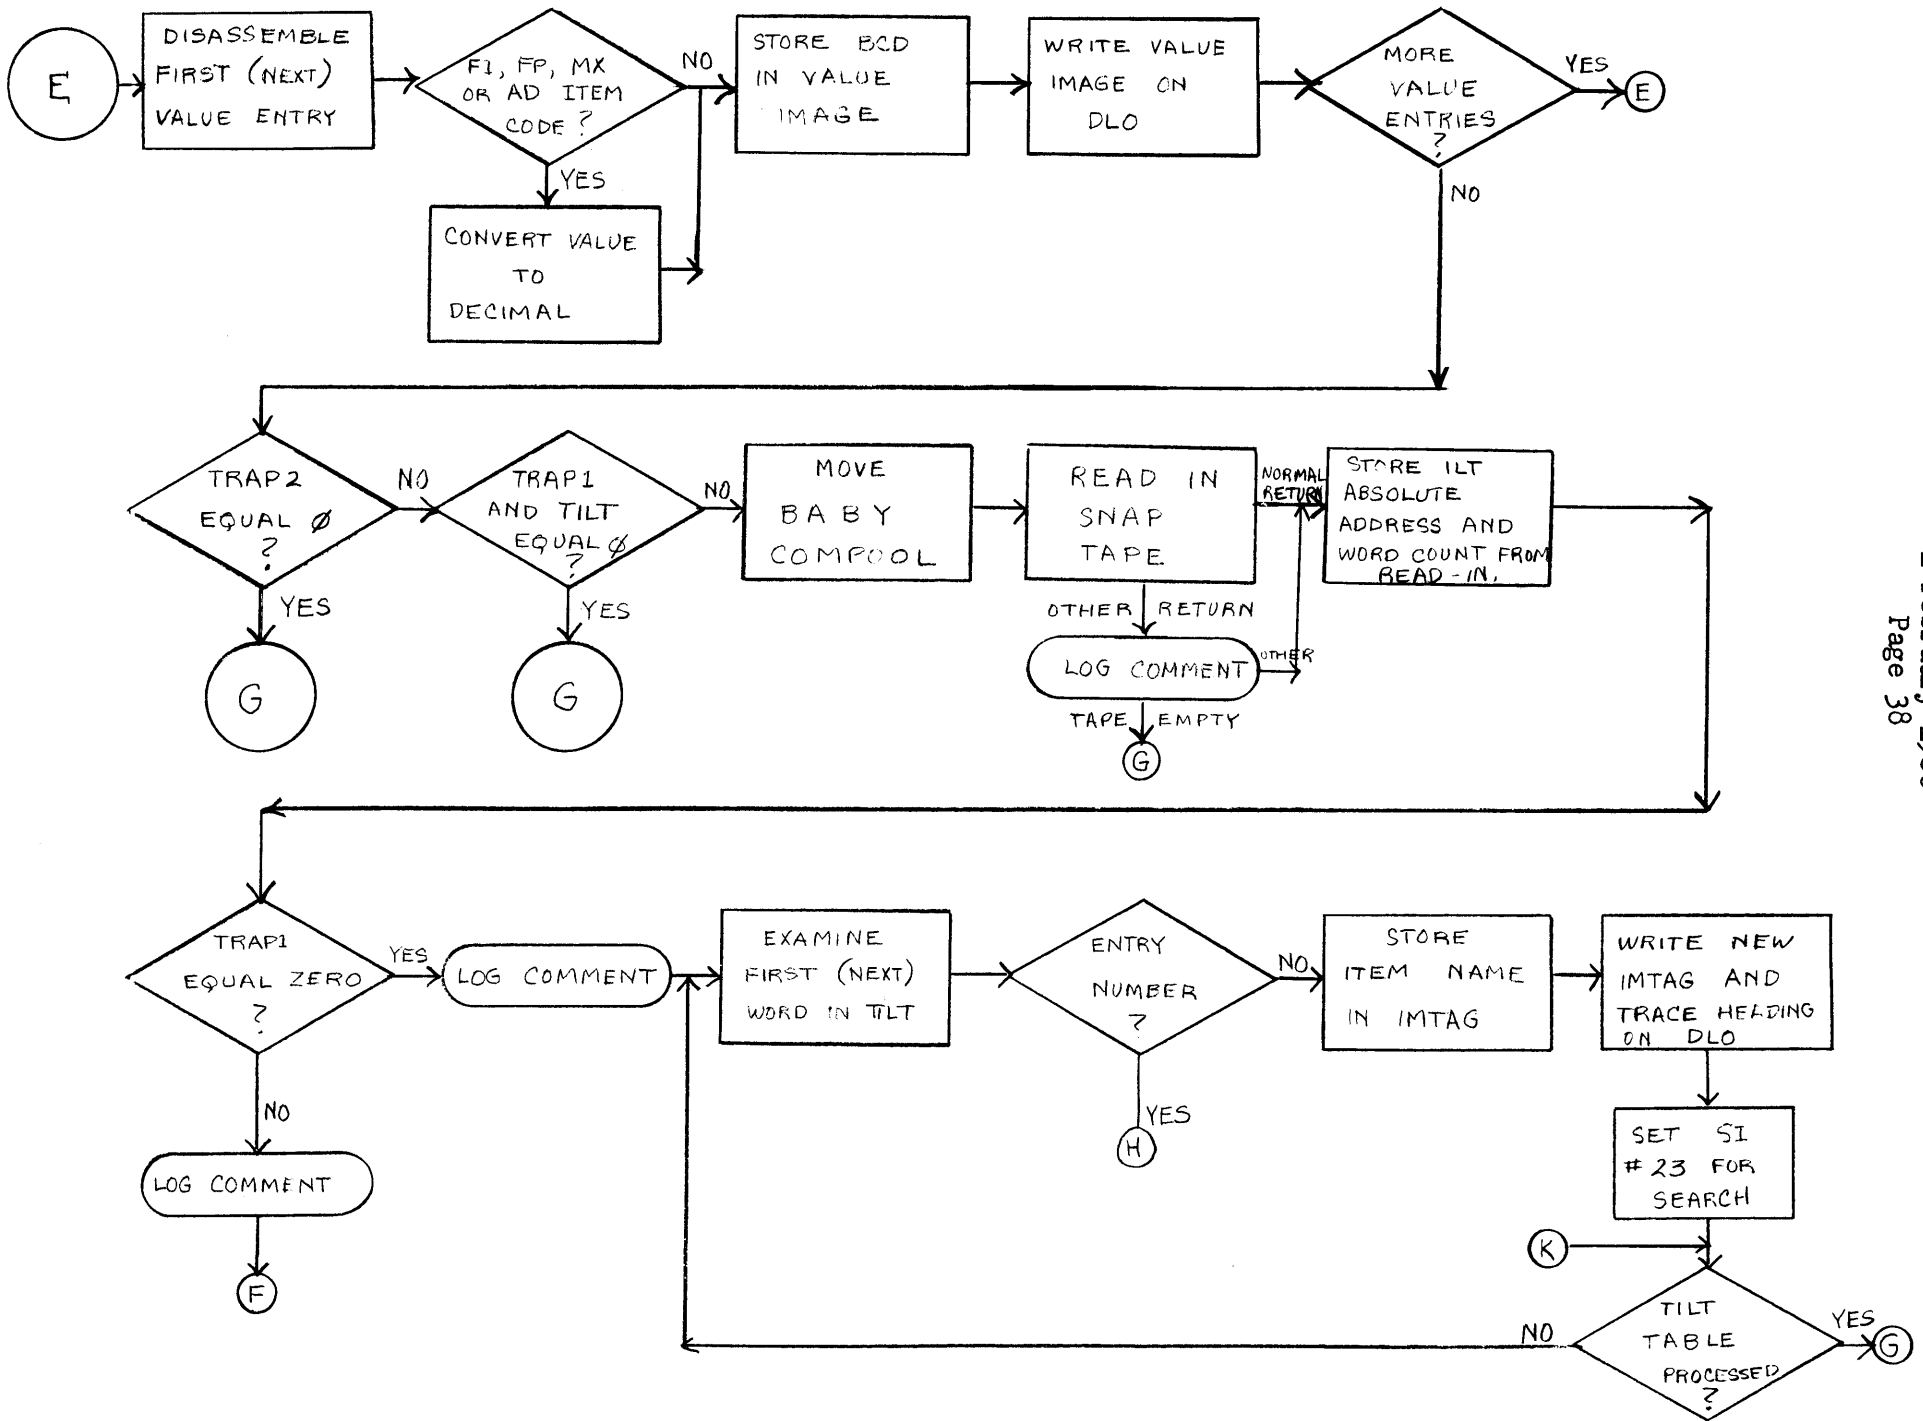 E
DISASSEMBLE
FIRST (NEXT)
VALUE ENTRY
FI, FP, MX
OR AD ITEM
CODE ?
NO
YES
CONVERT VALUE
TO
DECIMAL
STORE BCD
IN VALUE
IMAGE
WRITE VALUE
IMAGE ON
DLO
MORE
VALUE
ENTRIES
?
YES
E
NO
TRAP2
EQUAL Ø
?
NO
YES
G
TRAP1
AND TILT
EQUAL Ø
?
NO
YES
G
MOVE
BABY
COMPOOL
READ IN
SNAP
TAPE
NORMAL
RETURN
OTHER RETURN
LOG COMMENT
OTHER
TAPE EMPTY
G
STORE ILT
ABSOLUTE
ADDRESS AND
WORD COUNT FROM
READ-IN.
Page 38
TRAP1
EQUAL ZERO
?
YES
NO
LOG COMMENT
F
LOG COMMENT
EXAMINE
FIRST (NEXT)
WORD IN TILT
ENTRY
NUMBER
?
NO
YES
H
STORE
ITEM NAME
IN IMTAG
WRITE NEW
IMTAG AND
TRACE HEADING
ON DLO
SET SI
#23 FOR
SEARCH
K
TILT
TABLE
PROCESSED
?
NO
YES
G